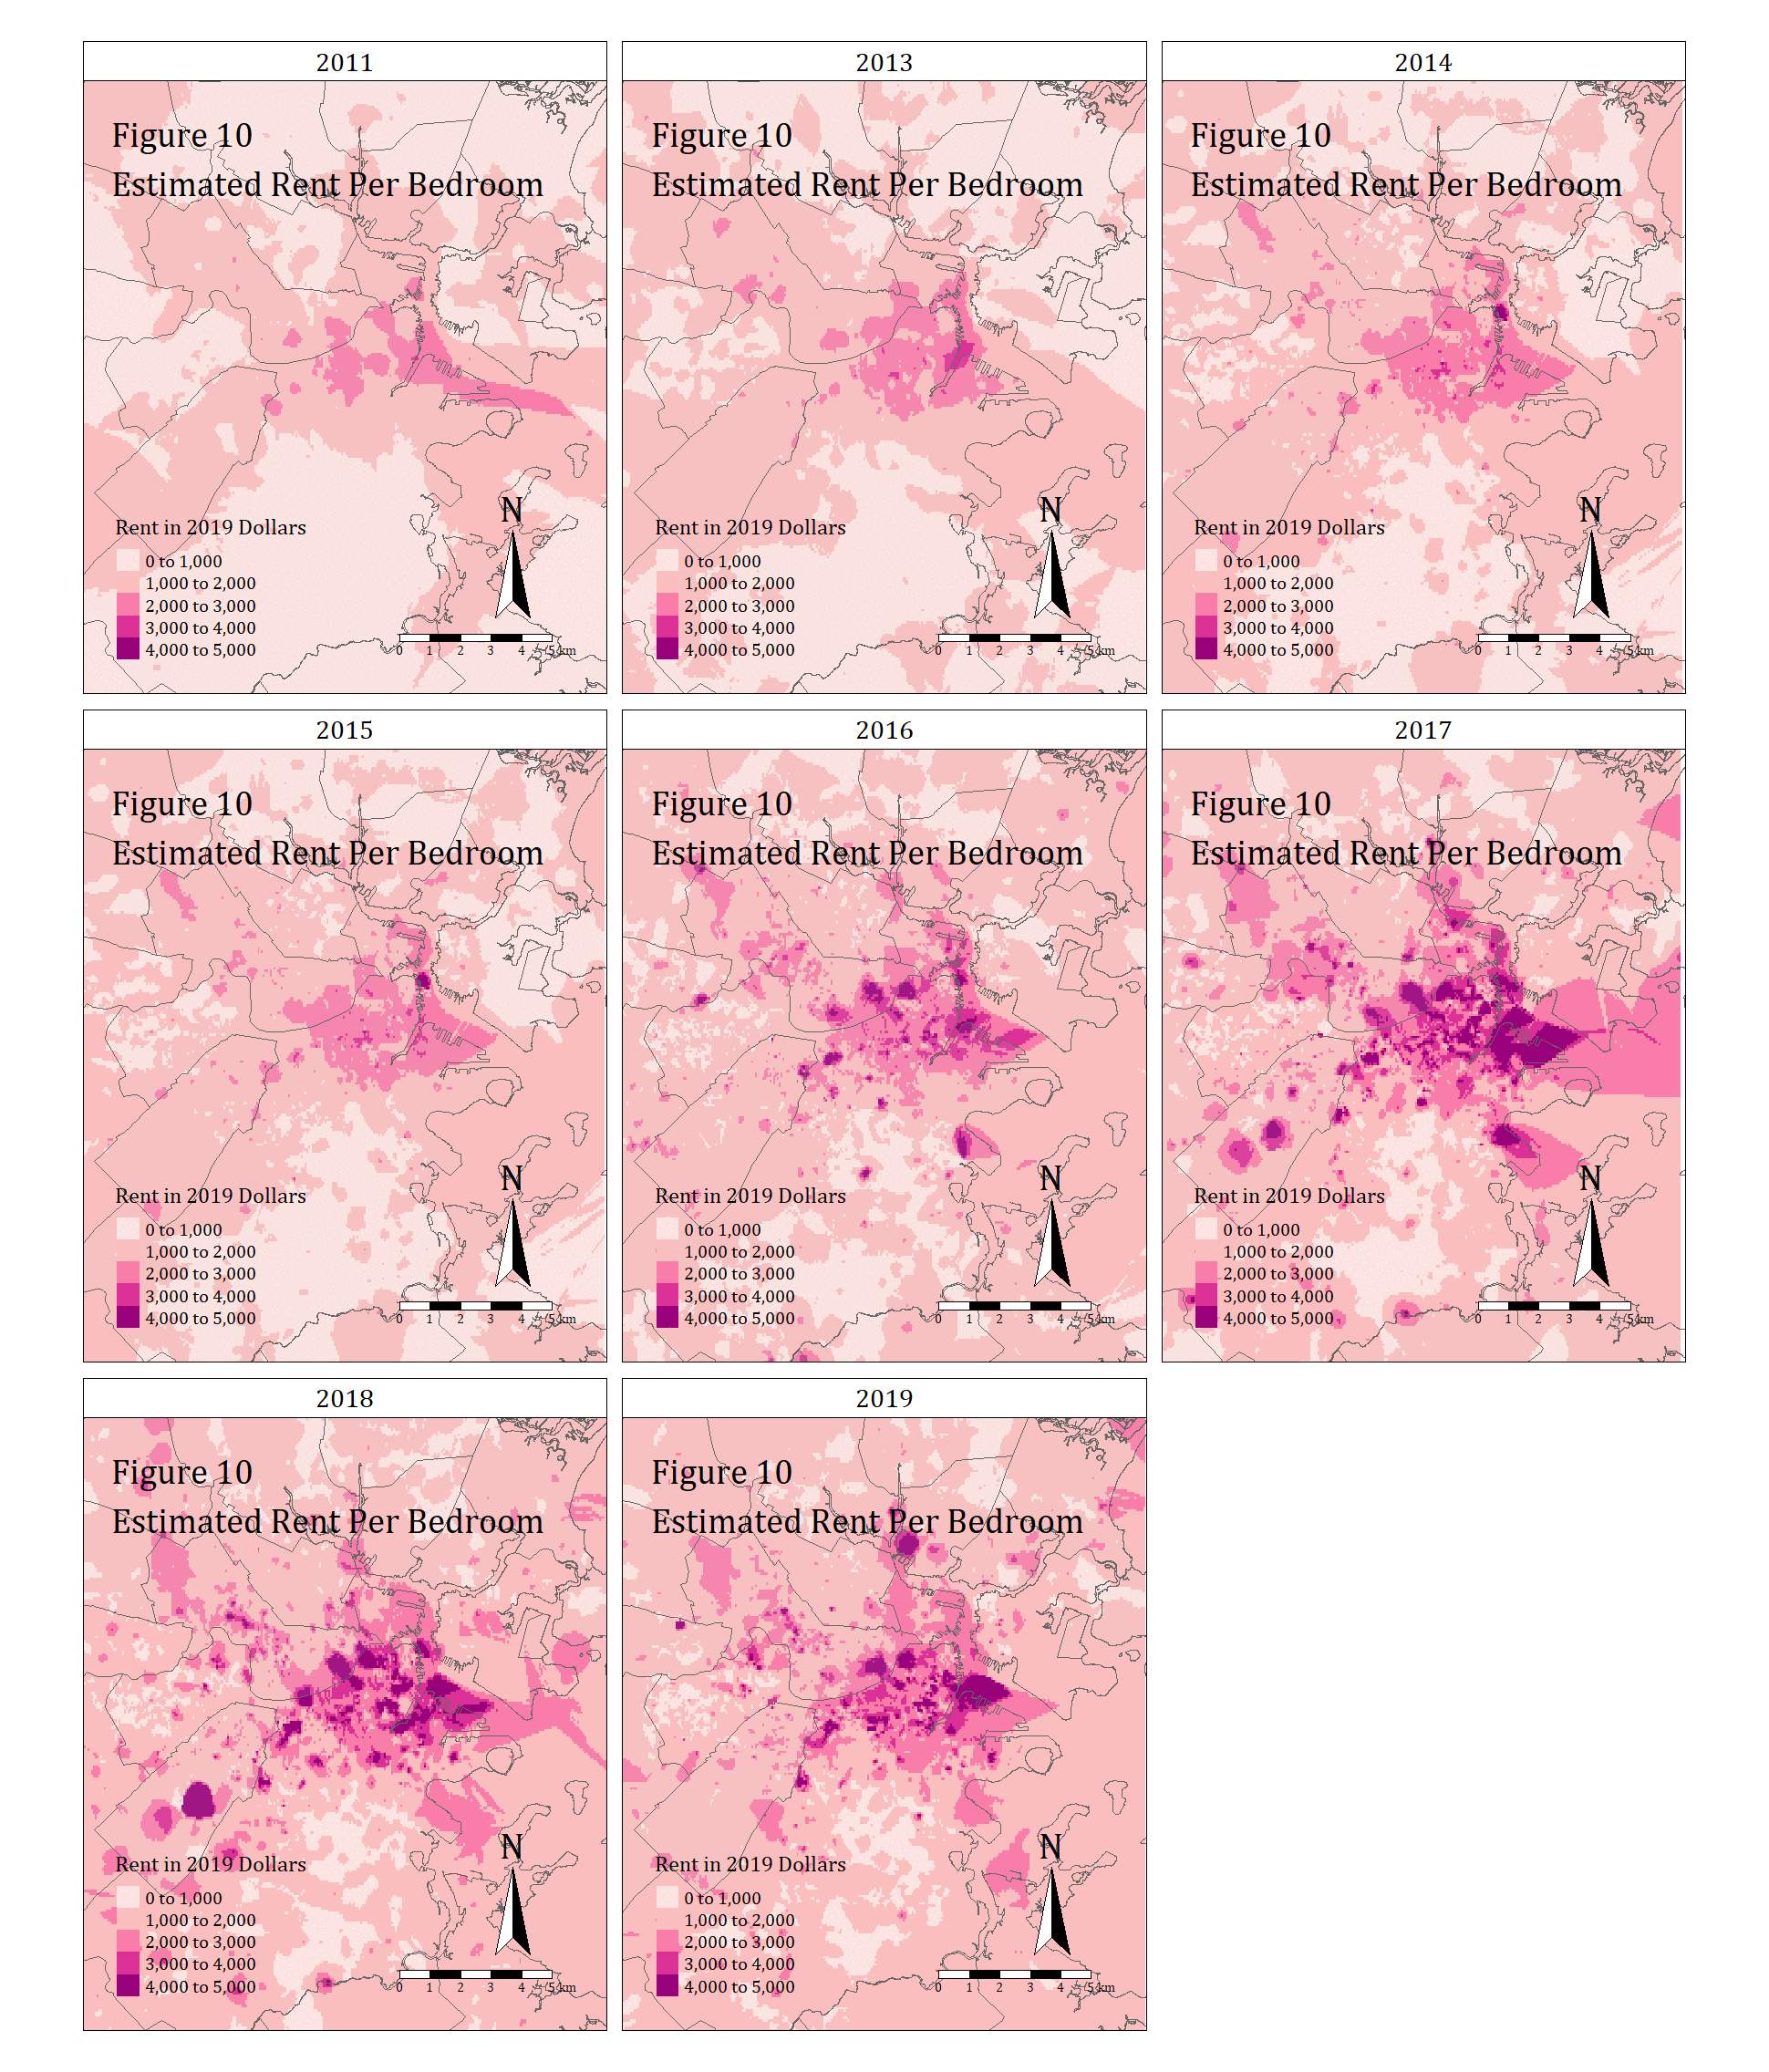 2011
Figure 10
Estimated Rent Per Bedroom
N
Rent in 2019 Dollars
0 to 1,000
1,000 to 2,000
2,000 to 3,000
3,000 to 4,000
4,000 to 5,000
0 1 2 3 4 5 km
2013
Figure 10
Estimated Rent Per Bedroom
N
Rent in 2019 Dollars
0 to 1,000
1,000 to 2,000
2,000 to 3,000
3,000 to 4,000
4,000 to 5,000
0 1 2 3 4 5 km
2014
Figure 10
Estimated Rent Per Bedroom
N
Rent in 2019 Dollars
0 to 1,000
1,000 to 2,000
2,000 to 3,000
3,000 to 4,000
4,000 to 5,000
0 1 2 3 4 5 km
2015
Figure 10
Estimated Rent Per Bedroom
N
Rent in 2019 Dollars
0 to 1,000
1,000 to 2,000
2,000 to 3,000
3,000 to 4,000
4,000 to 5,000
0 1 2 3 4 5 km
2016
Figure 10
Estimated Rent Per Bedroom
N
Rent in 2019 Dollars
0 to 1,000
1,000 to 2,000
2,000 to 3,000
3,000 to 4,000
4,000 to 5,000
0 1 2 3 4 5 km
2017
Figure 10
Estimated Rent Per Bedroom
N
Rent in 2019 Dollars
0 to 1,000
1,000 to 2,000
2,000 to 3,000
3,000 to 4,000
4,000 to 5,000
0 1 2 3 4 5 km
2018
Figure 10
Estimated Rent Per Bedroom
N
Rent in 2019 Dollars
0 to 1,000
1,000 to 2,000
2,000 to 3,000
3,000 to 4,000
4,000 to 5,000
0 1 2 3 4 5 km
2019
Figure 10
Estimated Rent Per Bedroom
N
Rent in 2019 Dollars
0 to 1,000
1,000 to 2,000
2,000 to 3,000
3,000 to 4,000
4,000 to 5,000
0 1 2 3 4 5 km